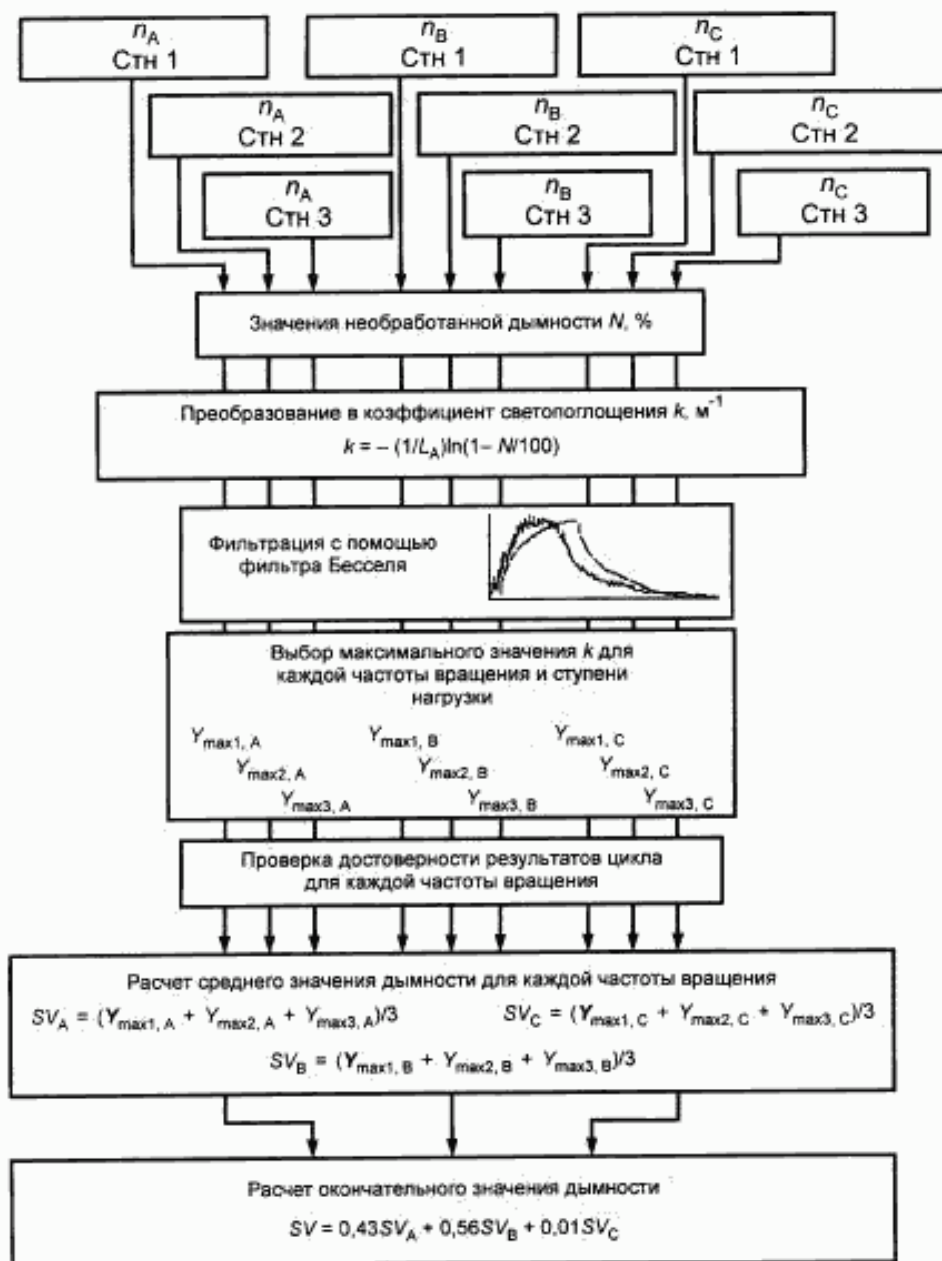 n_A
Стн 1
n_B
Стн 1
n_C
Стн 1
n_A
Стн 2
n_B
Стн 2
n_C
Стн 2
n_A
Стн 3
n_B
Стн 3
n_C
Стн 3
Значения необработанной дымности N, %
Преобразование в коэффициент светопоглощения k, м⁻¹
k = – (1/L_A)ln(1– N/100)
Фильтрация с помощью
фильтра Бесселя
Выбор максимального значения k для
каждой частоты вращения и ступени
нагрузки
Y_max1, A Y_max1, B Y_max1, C
Y_max2, A Y_max2, B Y_max2, C
Y_max3, A Y_max3, B Y_max3, C
Проверка достоверности результатов цикла
для каждой частоты вращения
Расчет среднего значения дымности для каждой частоты вращения
SV_A = (Y_max1, A + Y_max2, A + Y_max3, A)/3 SV_C = (Y_max1, C + Y_max2, C + Y_max3, C)/3
SV_B = (Y_max1, B + Y_max2, B + Y_max3, B)/3
Расчет окончательного значения дымности
SV = 0,43SV_A + 0,56SV_B + 0,01SV_C